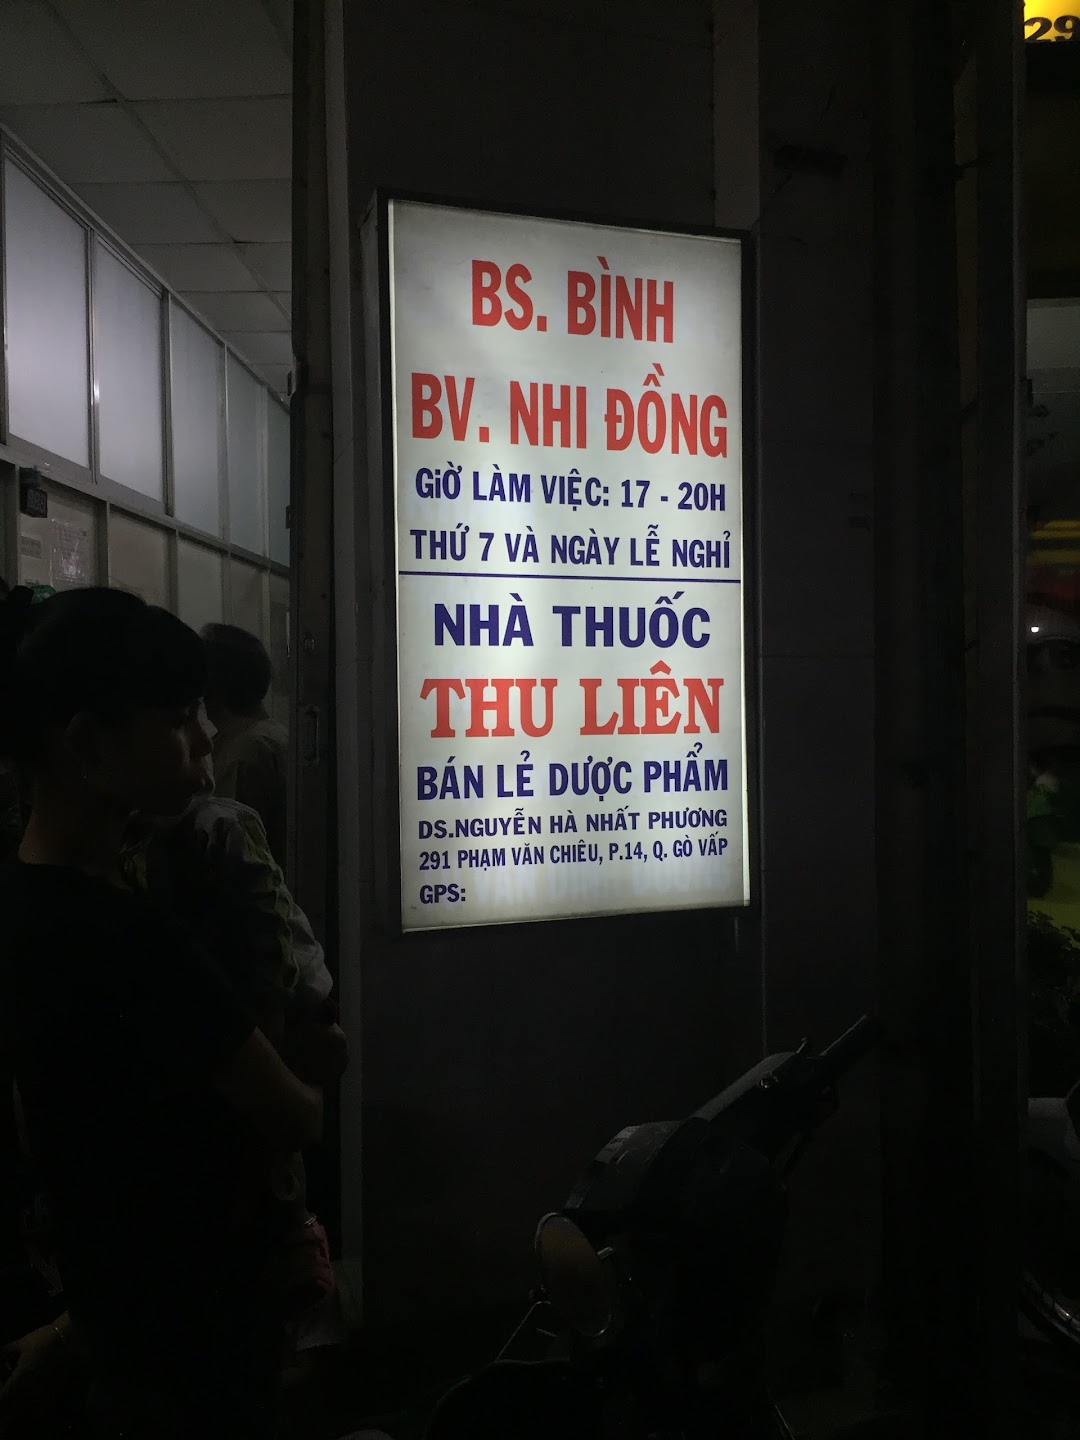 29
BS. BÌNH
BV. NHI ĐỒNG
GiỜ LÀM VIỆC: 17 - 20H
THỨ 7 VÀ NGÀY LỄ NGHỈ
NHÀ THUỐC
THU LIÊN
BÁN LẺ DƯỢC PHẨM
DS.NGUYỄN HÀ NHẤT PHƯƠNG
291 PHẠM VĂN CHIÊU, P.14, Q. GÒ VẤP
GPS: